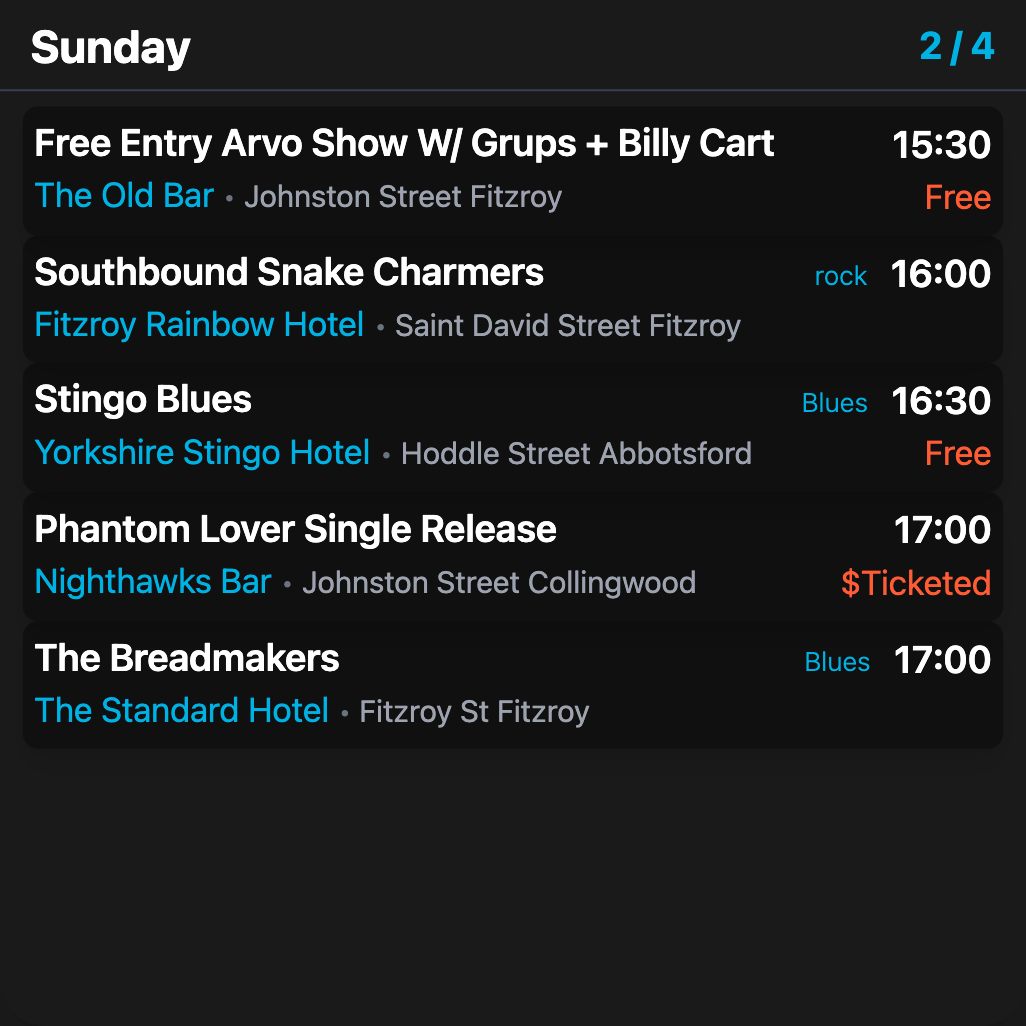 Sunday 2 / 4
Free Entry Arvo Show W/ Grups + Billy Cart 15:30
The Old Bar • Johnston Street Fitzroy Free
Southbound Snake Charmers rock 16:00
Fitzroy Rainbow Hotel • Saint David Street Fitzroy
Stingo Blues Blues 16:30
Yorkshire Stingo Hotel • Hoddle Street Abbotsford Free
Phantom Lover Single Release 17:00
Nighthawks Bar • Johnston Street Collingwood $Ticketed
The Breadmakers Blues 17:00
The Standard Hotel • Fitzroy St Fitzroy